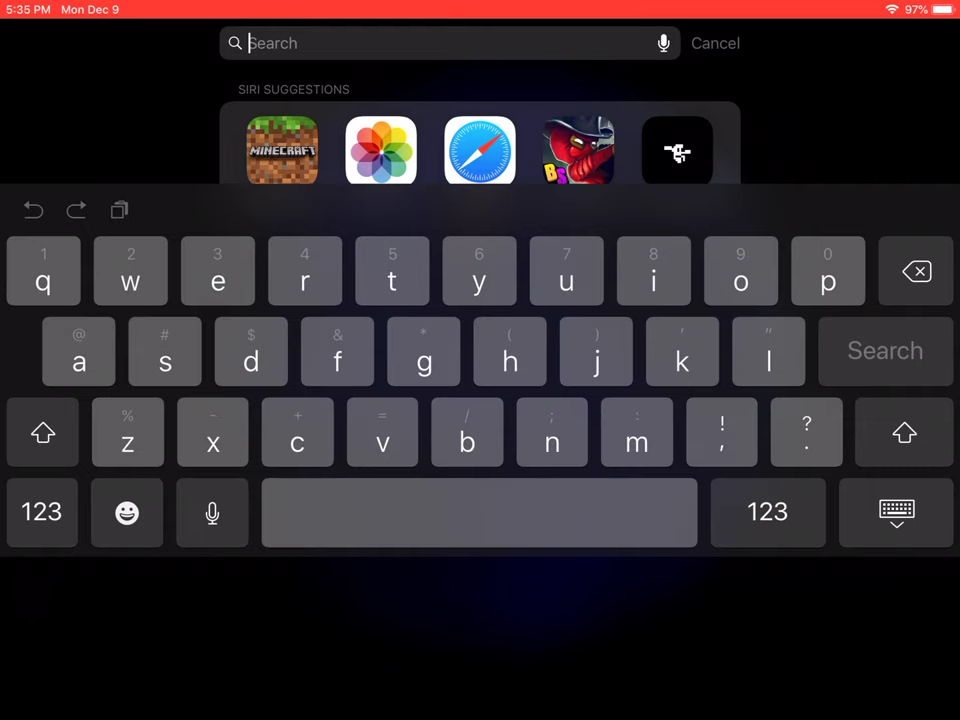 5:35 PM Mon Dec 9 97%
Search Cancel
SIRI SUGGESTIONS
MINECRAFT BS
1 2 3 4 5 6 7 8 9 0
q w e r t y u i o p
@ # $ & * ( ) ' "
a s d f g h j k l Search
% - + = / ; : ! ?
z x c v b n m , .
123 123